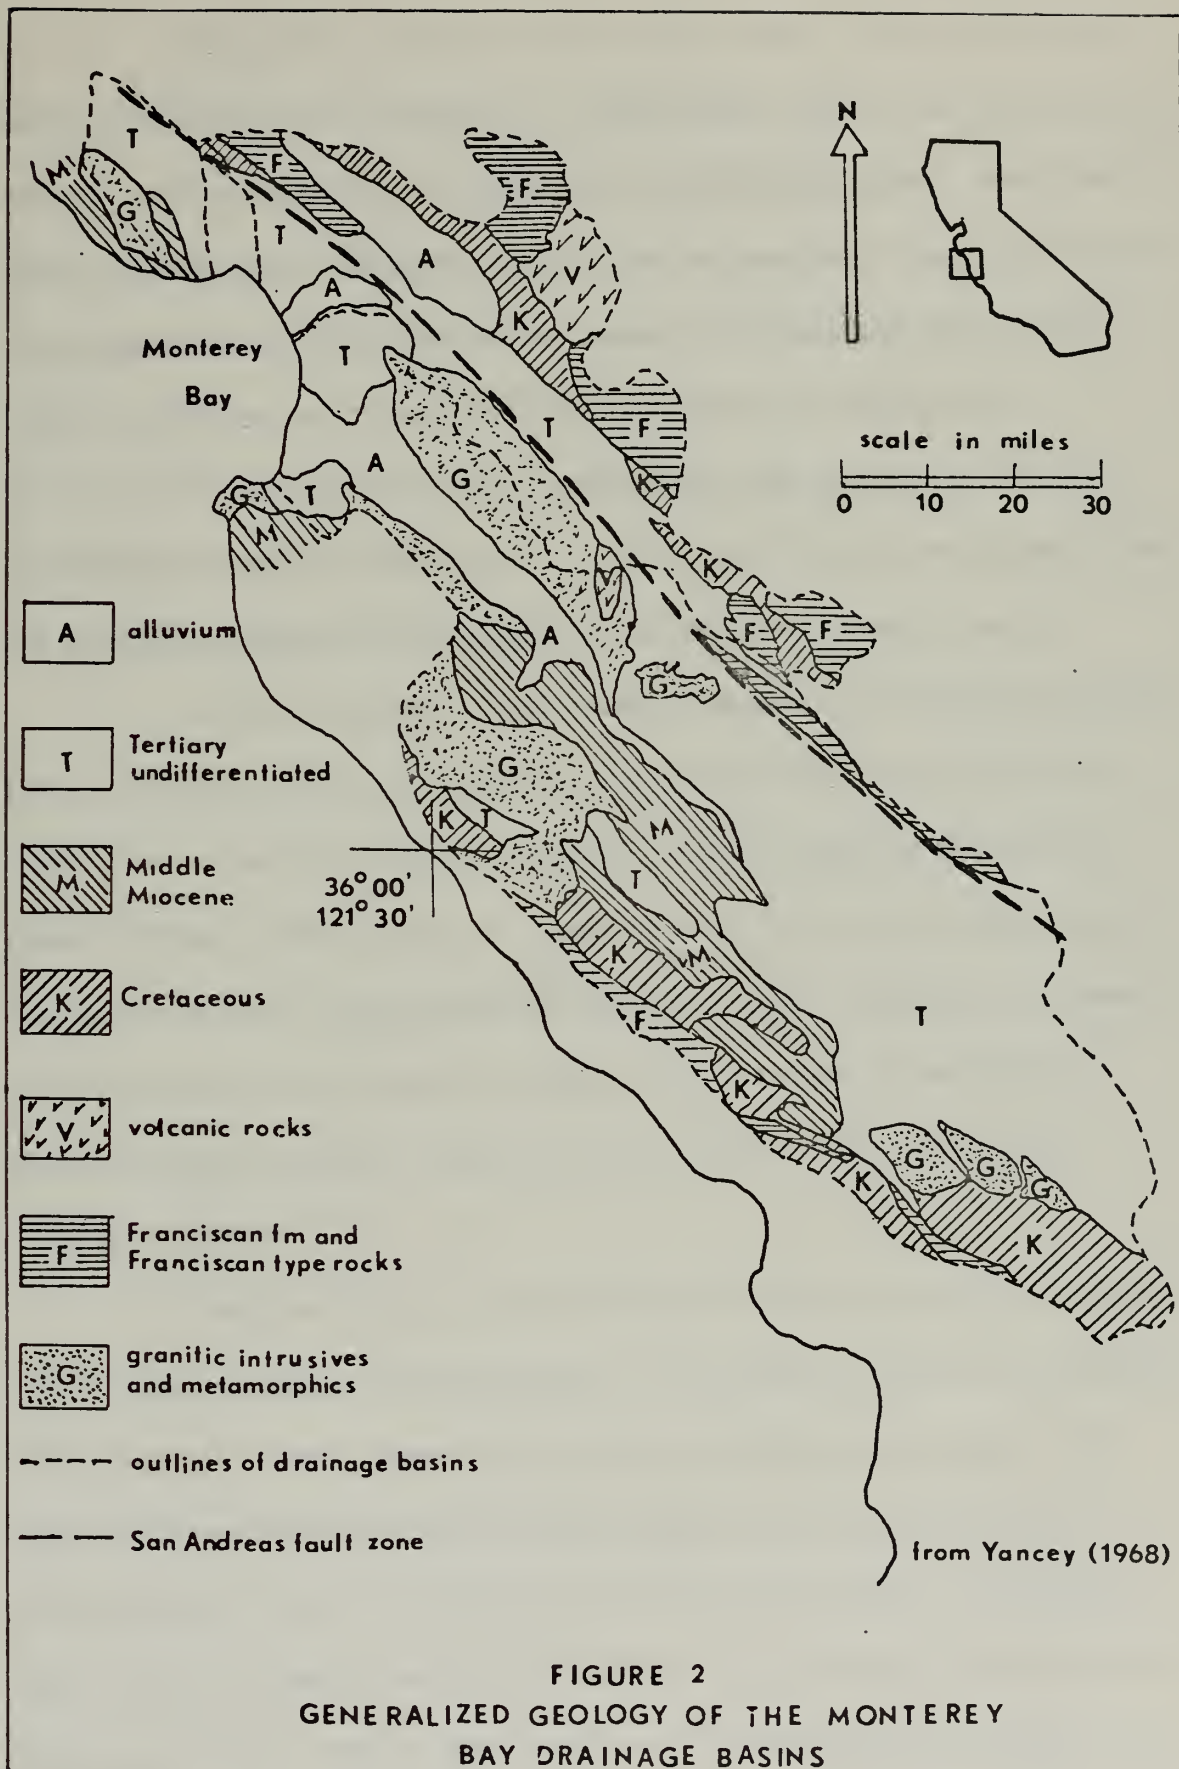 N
T
M
G
F
F
T
A
V
A
K
Monterey
Bay
T
T
F
scale in miles
0 10 20 30
A
G
K
G
T
M
V
K
A
alluvium
A
F
F
G
T
Tertiary
undifferentiated
G
K
T
M
M
Middle
Miocene
36° 00'
121° 30'
T
K
M
K
Cretaceous
F
T
K
V
volcanic rocks
G
G
G
K
K
F
Franciscan fm and
Franciscan type rocks
G
granitic intrusives
and metamorphics
outlines of drainage basins
San Andreas fault zone
from Yancey (1968)
FIGURE 2
GENERALIZED GEOLOGY OF THE MONTEREY
BAY DRAINAGE BASINS